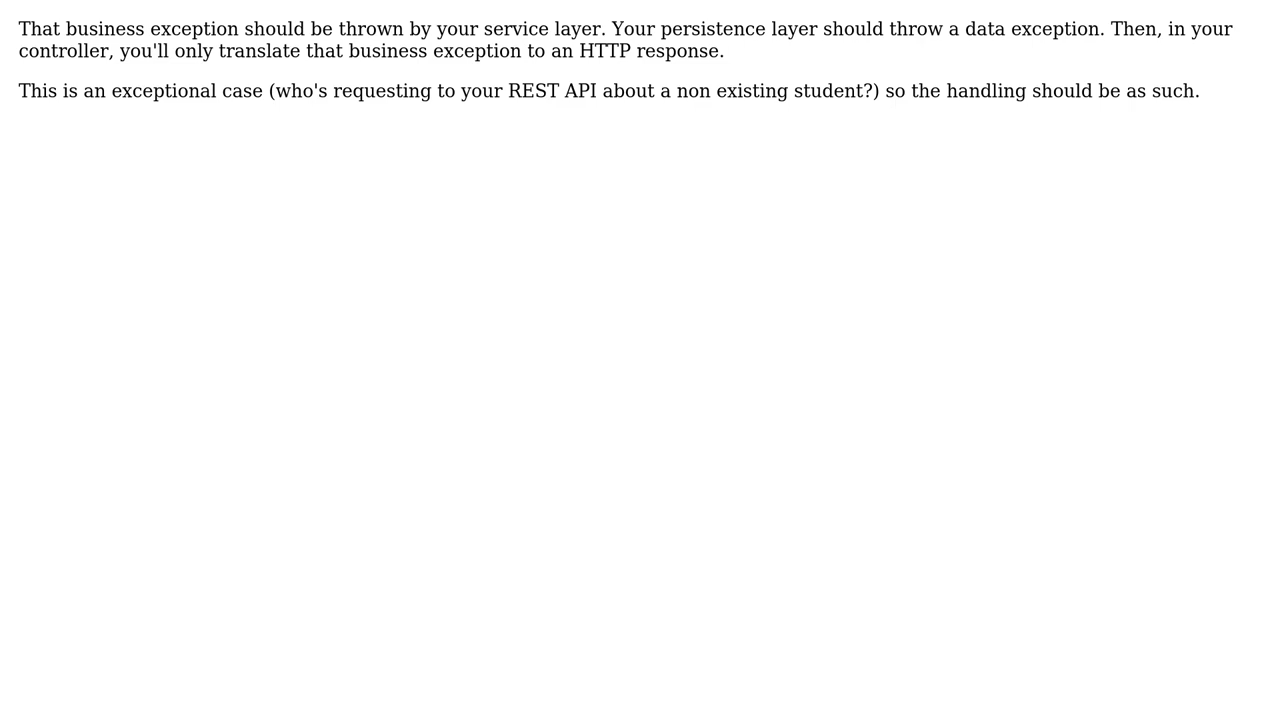 That business exception should be thrown by your service layer. Your persistence layer should throw a data exception. Then, in your
controller, you'll only translate that business exception to an HTTP response.
This is an exceptional case (who's requesting to your REST API about a non existing student?) so the handling should be as such.